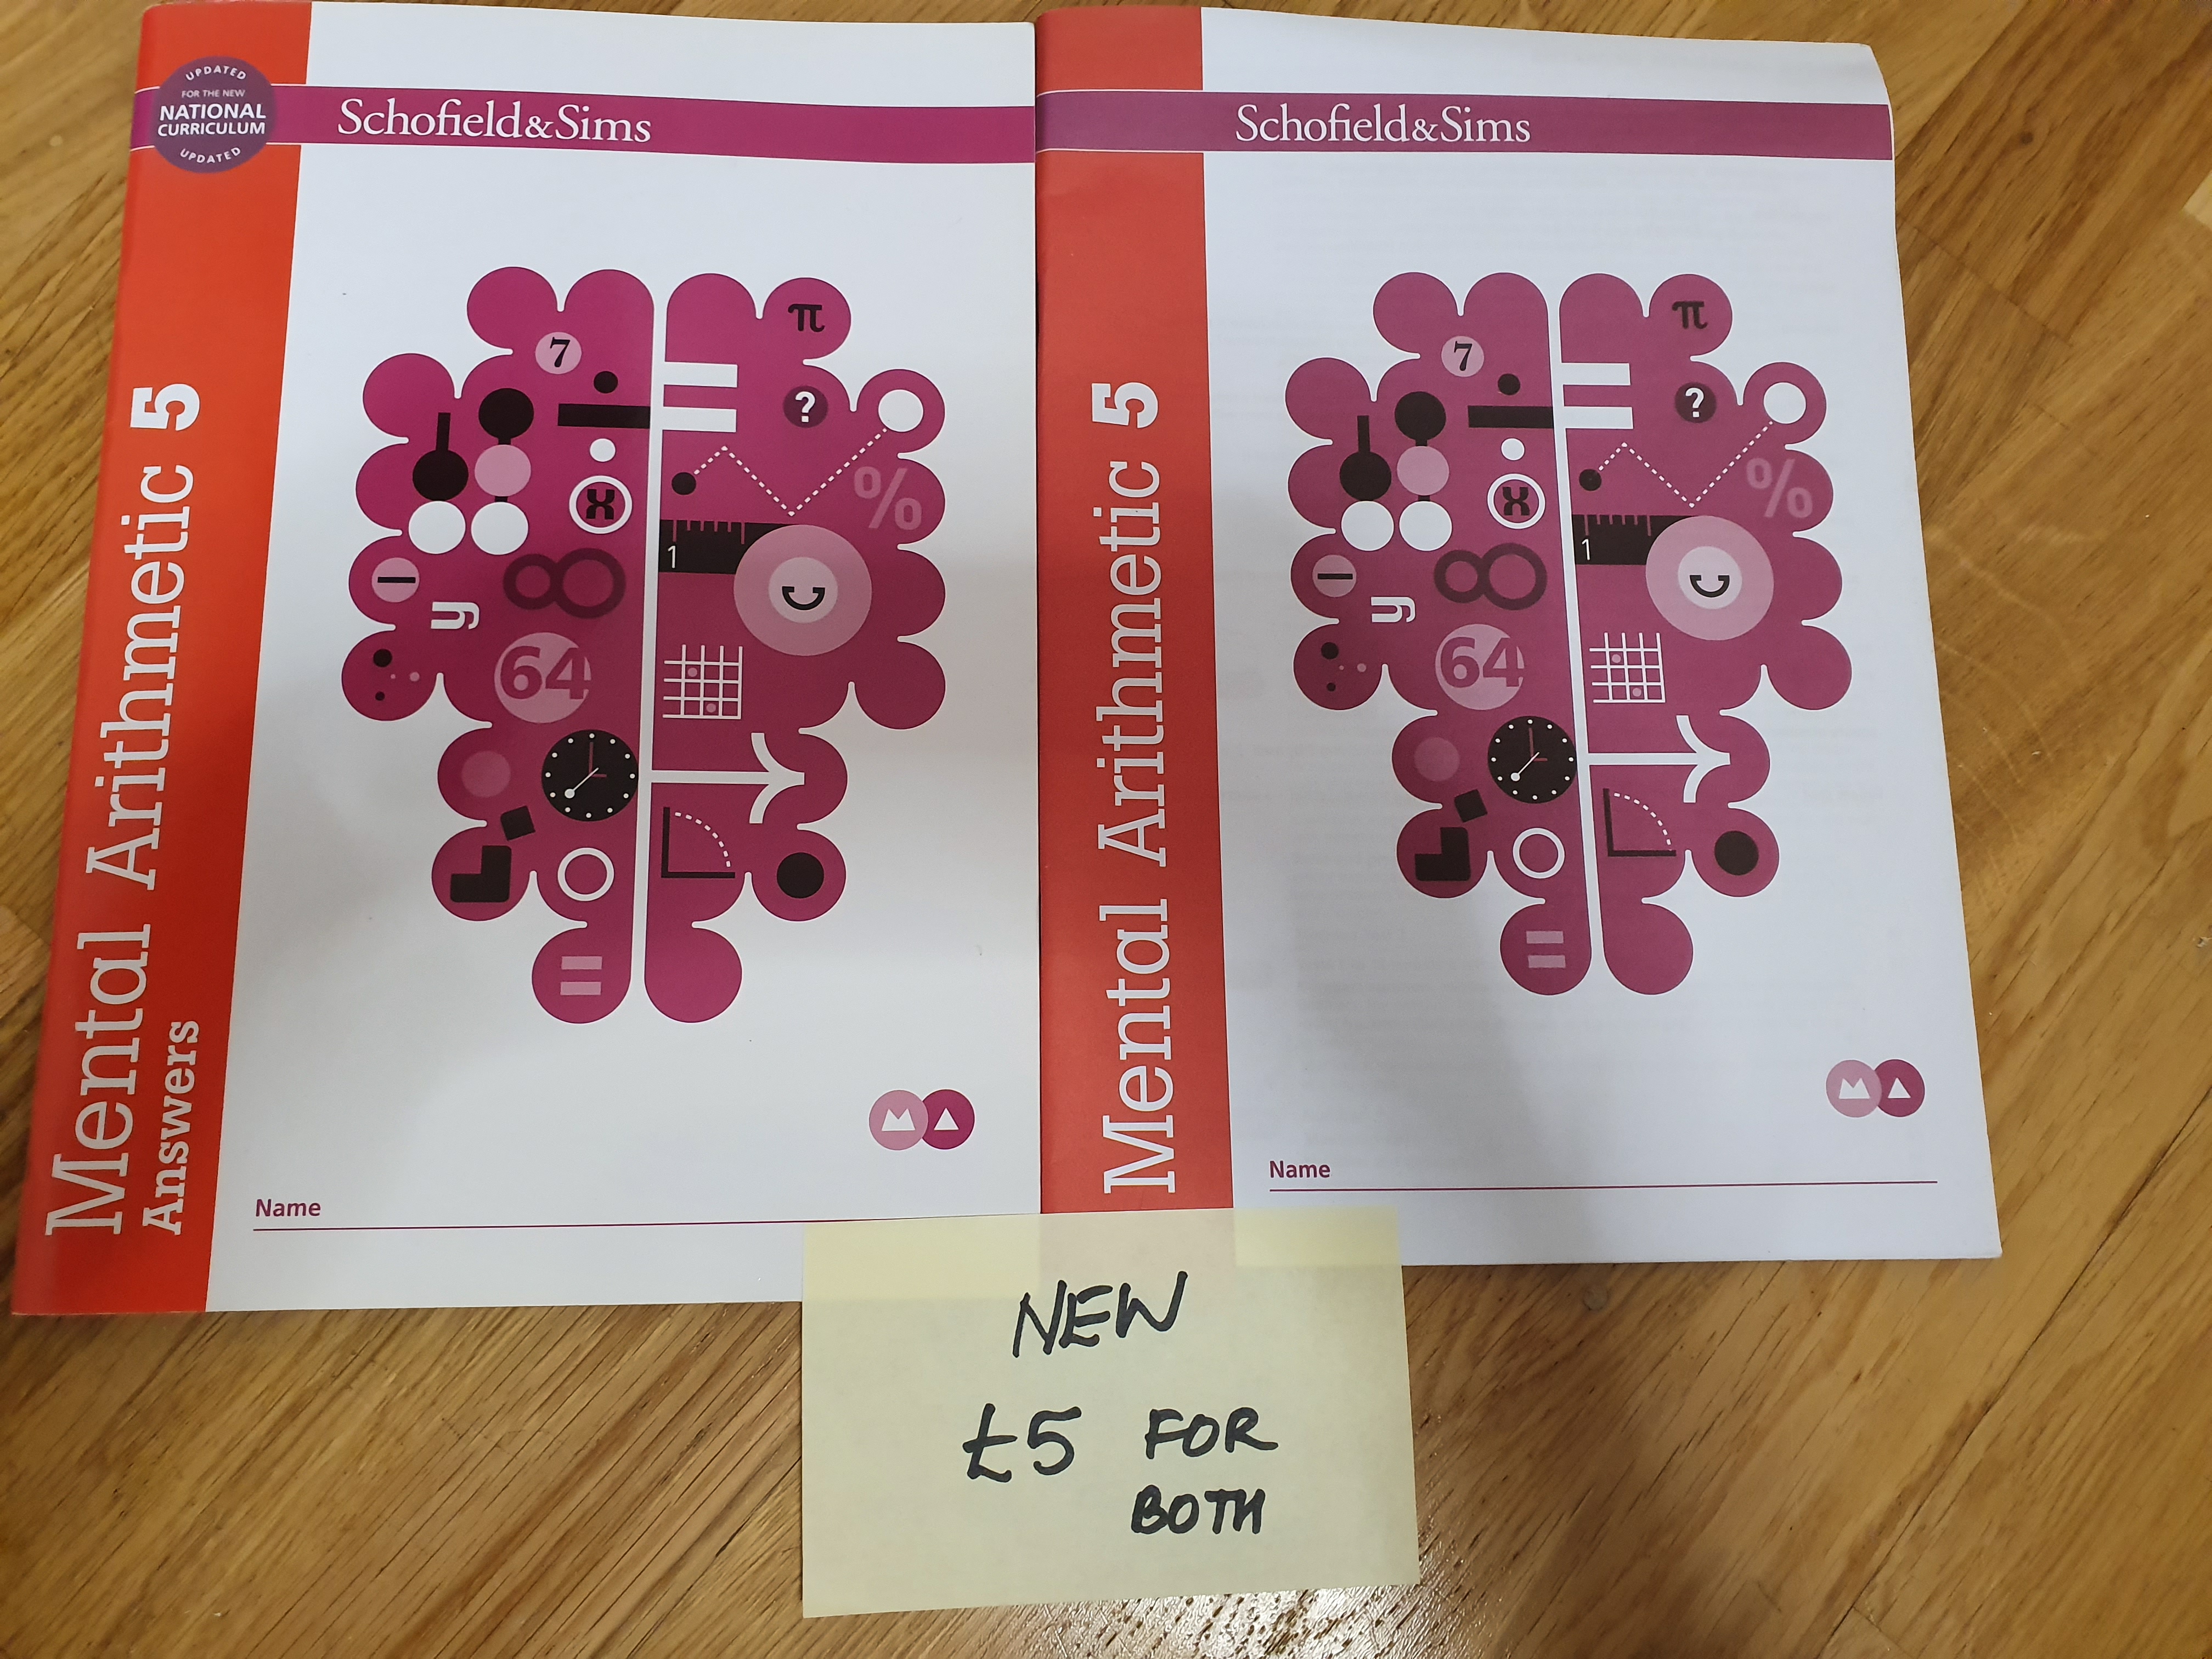 Schofield&Sims
UPDATED
FOR THE NEW
NATIONAL
CURRICULUM
UPDATED
Mental Arithmetic 5
Answers
7
π
?
x
%
8
1
y
64
Name
Schofield&Sims
Mental Arithmetic 5
7
π
?
x
%
8
1
y
64
Name
NEW
£5 FOR
BOTH